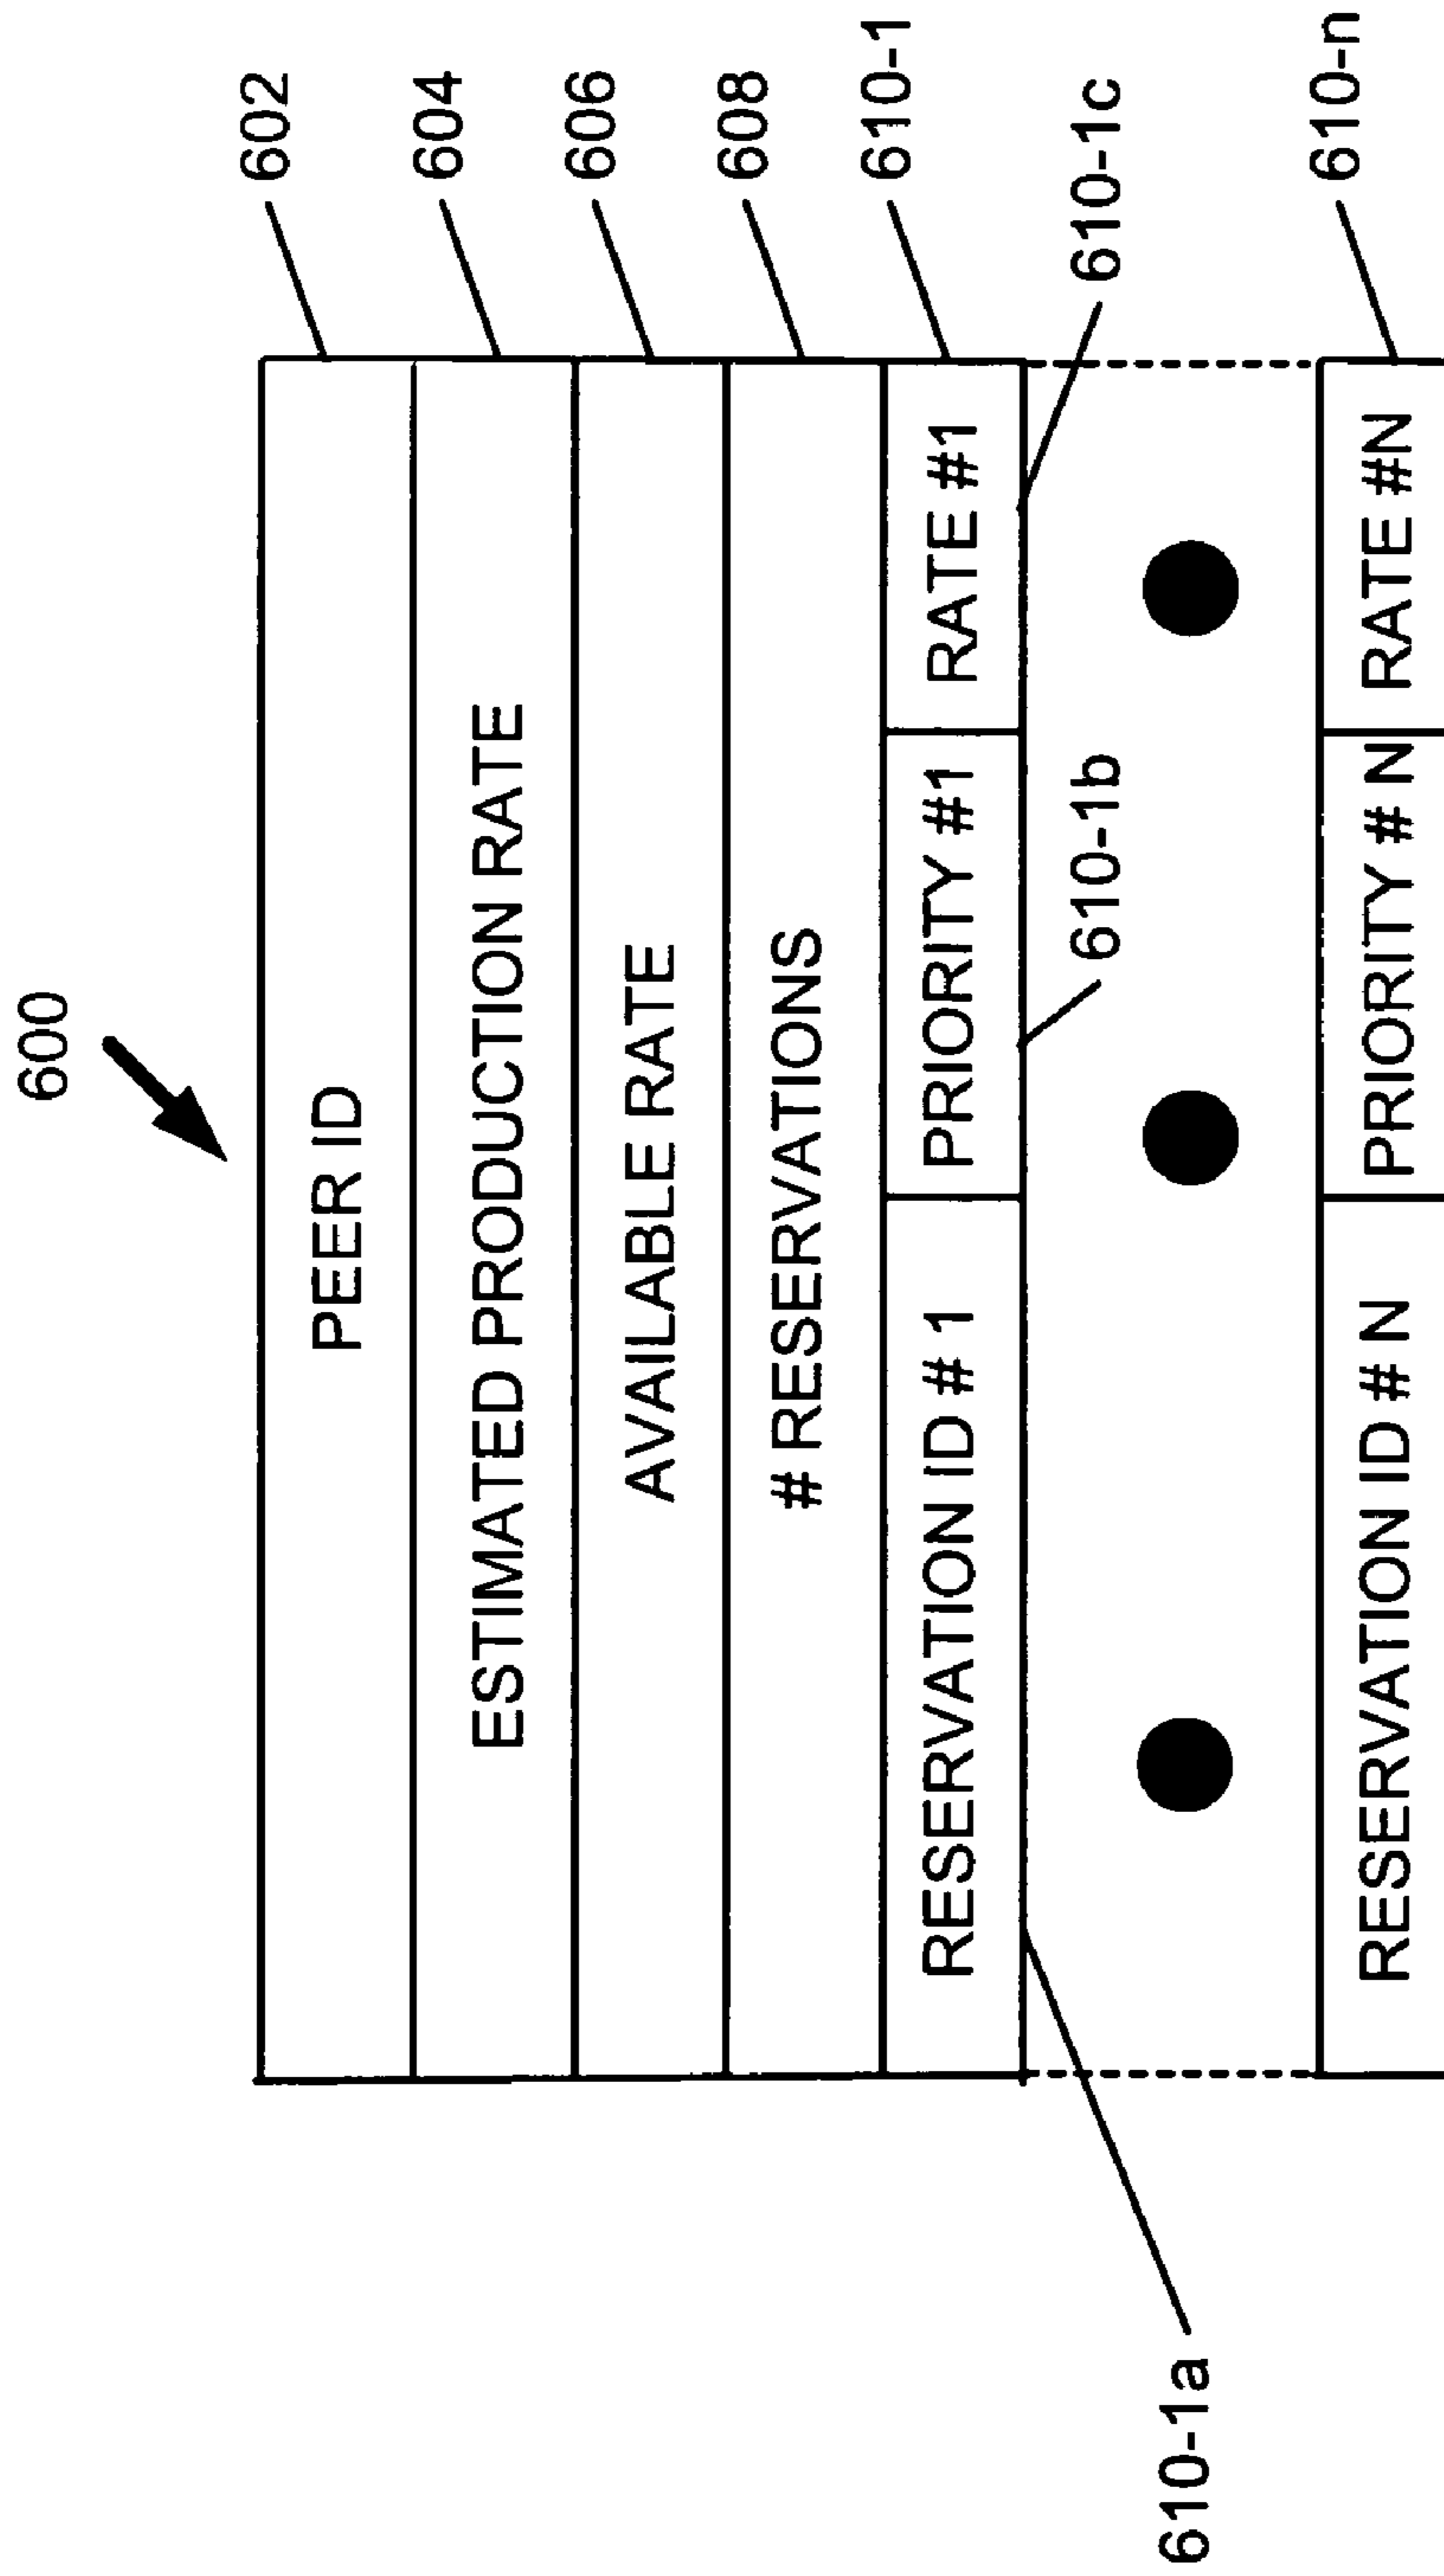 600
PEER ID
602
ESTIMATED PRODUCTION RATE
604
AVAILABLE RATE
606
# RESERVATIONS
608
RESERVATION ID # 1
PRIORITY #1
RATE #1
610-1
610-1a
610-1b
610-1c
RESERVATION ID # N
PRIORITY # N
RATE #N
610-n